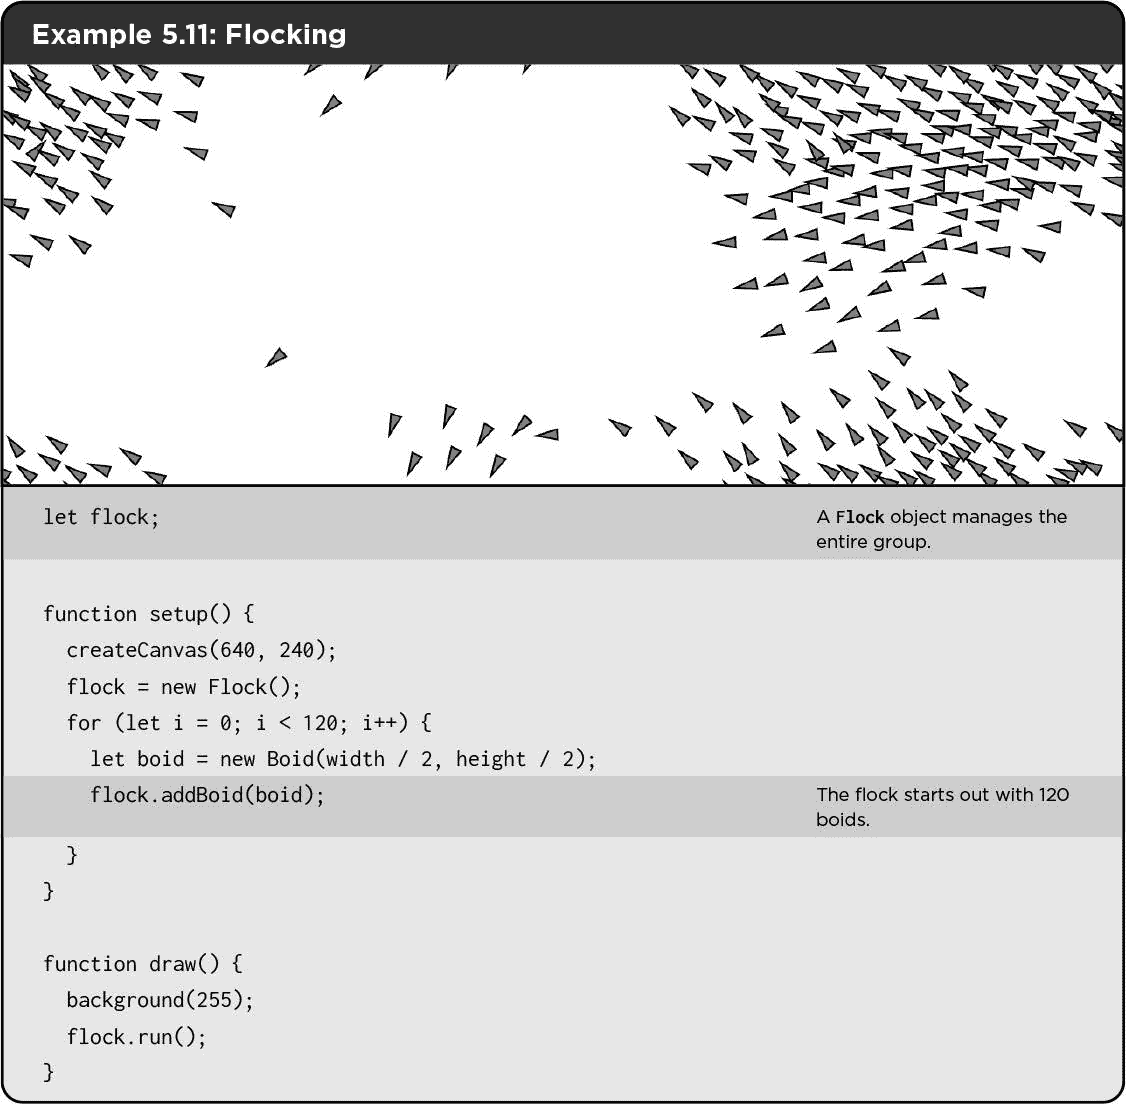 Example 5.11: Flocking
let flock;
A Flock object manages the
entire group.
function setup() {
  createCanvas(640, 240);
  flock = new Flock();
  for (let i = 0; i < 120; i++) {
    let boid = new Boid(width / 2, height / 2);
    flock.addBoid(boid);
The flock starts out with 120
boids.
  }
}
function draw() {
  background(255);
  flock.run();
}